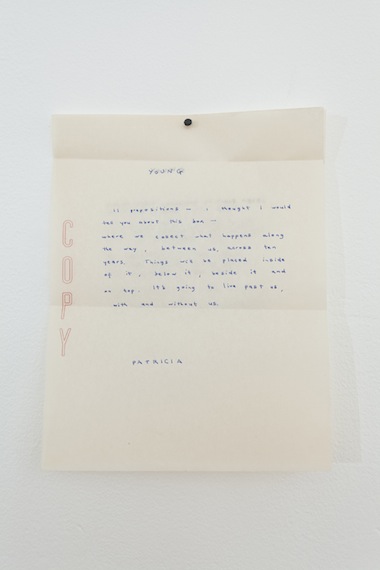 YOUNG
11 propositions — i thought i would
tell you about this box —
where we collect what happens along
the way, between us, across ten
years. Things will be placed inside
of it, below it, beside it and
on top. It's going to live past us,
with and without us.
PATRICIA
COPY